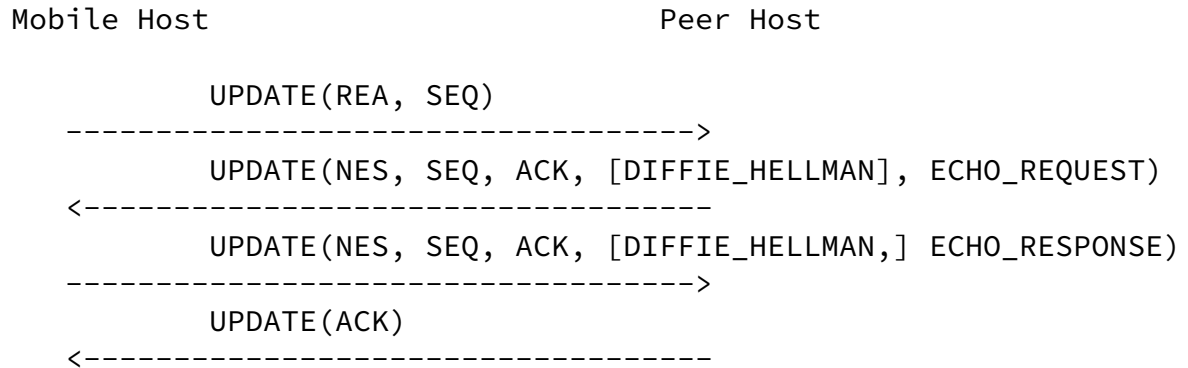 Mobile Host                         Peer Host
UPDATE(REA, SEQ)
----------------------------------->
UPDATE(NES, SEQ, ACK, [DIFFIE_HELLMAN], ECHO_REQUEST)
<-----------------------------------
UPDATE(NES, SEQ, ACK, [DIFFIE_HELLMAN,] ECHO_RESPONSE)
----------------------------------->
UPDATE(ACK)
<-----------------------------------